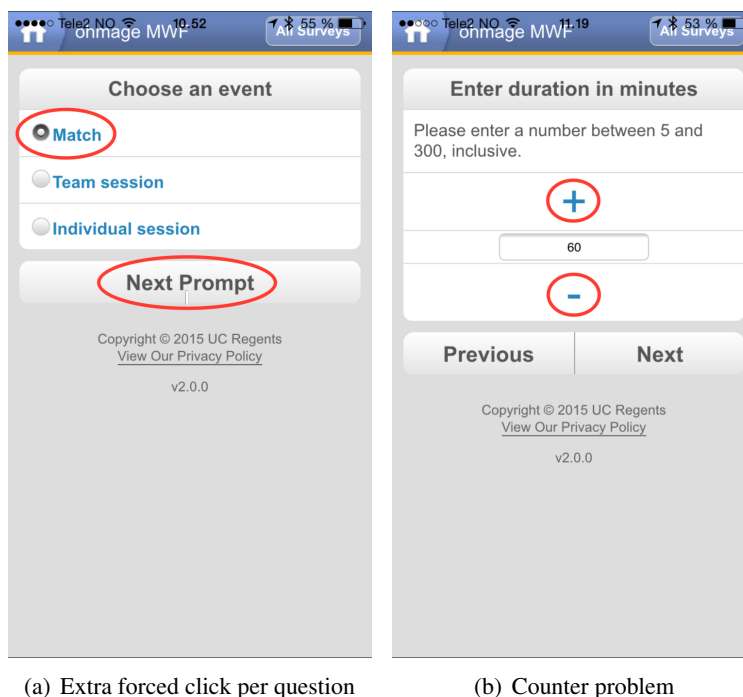 Tele2 NO 10.52 55 %
onmage MWF All Surveys
Choose an event
Match
Team session
Individual session
Next Prompt
Copyright © 2015 UC Regents
View Our Privacy Policy
v2.0.0
(a) Extra forced click per question
Tele2 NO 11.19 53 %
onmage MWF All Surveys
Enter duration in minutes
Please enter a number between 5 and
300, inclusive.
+
60
-
Previous Next
Copyright © 2015 UC Regents
View Our Privacy Policy
v2.0.0
(b) Counter problem